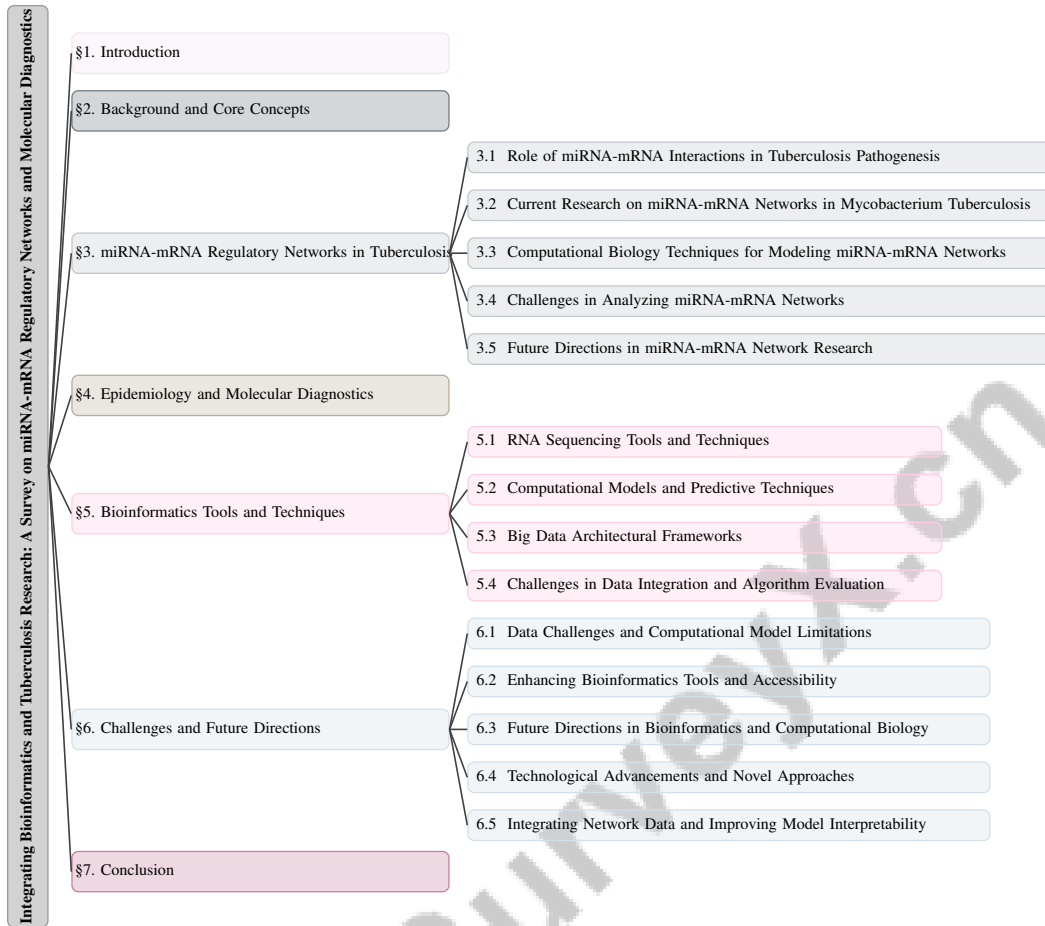 Integrating Bioinformatics and Tuberculosis Research: A Survey on miRNA-mRNA Regulatory Networks and Molecular Diagnostics
§1. Introduction
§2. Background and Core Concepts
§3. miRNA-mRNA Regulatory Networks in Tuberculosis
3.1 Role of miRNA-mRNA Interactions in Tuberculosis Pathogenesis
3.2 Current Research on miRNA-mRNA Networks in Mycobacterium Tuberculosis
3.3 Computational Biology Techniques for Modeling miRNA-mRNA Networks
3.4 Challenges in Analyzing miRNA-mRNA Networks
3.5 Future Directions in miRNA-mRNA Network Research
§4. Epidemiology and Molecular Diagnostics
§5. Bioinformatics Tools and Techniques
5.1 RNA Sequencing Tools and Techniques
5.2 Computational Models and Predictive Techniques
5.3 Big Data Architectural Frameworks
5.4 Challenges in Data Integration and Algorithm Evaluation
§6. Challenges and Future Directions
6.1 Data Challenges and Computational Model Limitations
6.2 Enhancing Bioinformatics Tools and Accessibility
6.3 Future Directions in Bioinformatics and Computational Biology
6.4 Technological Advancements and Novel Approaches
6.5 Integrating Network Data and Improving Model Interpretability
§7. Conclusion
surveyx.cn